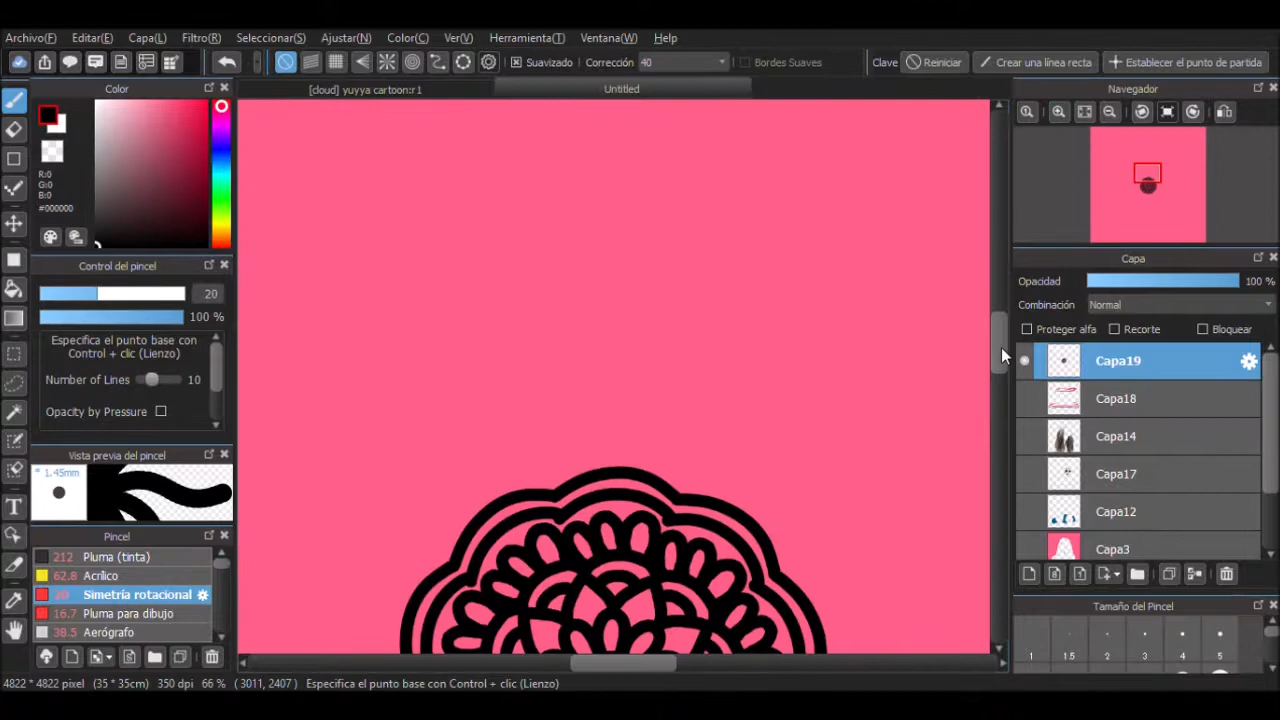 Archivo(F) Editar(E) Capa(L) Filtro(R) Seleccionar(S) Ajustar(N) Color(C) Ver(V) Herramienta(T) Ventana(W) Help
Suavizado Corrección 40 Bordes Suaves Clave Reiniciar Crear una línea recta Establecer el punto de partida
[cloud] yuyya cartoon:r1 Untitled
Color
R:0
G:0
B:0
#000000
Control del pincel
20
100 %
Especifica el punto base con
Control + clic (Lienzo)
Number of Lines 10
Opacity by Pressure
Vista previa del pincel
* 1.45mm
Pincel
212 Pluma (tinta)
62.8 Acrílico
20 Simetría rotacional
16.7 Pluma para dibujo
38.5 Aerógrafo
Navegador
Capa
Opacidad 100 %
Combinación Normal
Proteger alfa Recorte Bloquear
Capa19
Capa18
Capa14
Capa17
Capa12
Capa3
Tamaño del Pincel
1 1.5 2 3 4 5
4822 * 4822 pixel (35 * 35cm) 350 dpi 66 % ( 3011, 2407 ) Especifica el punto base con Control + clic (Lienzo)